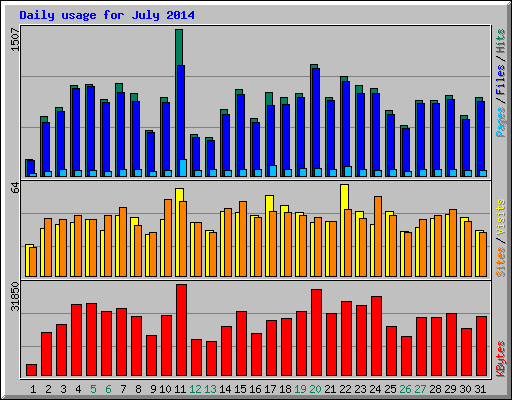 Daily usage for July 2014
1507
Pages / Files / Hits
64
Sites / Visits
31850
KBytes
1 2 3 4 5 6 7 8 9 10 11 12 13 14 15 16 17 18 19 20 21 22 23 24 25 26 27 28 29 30 31